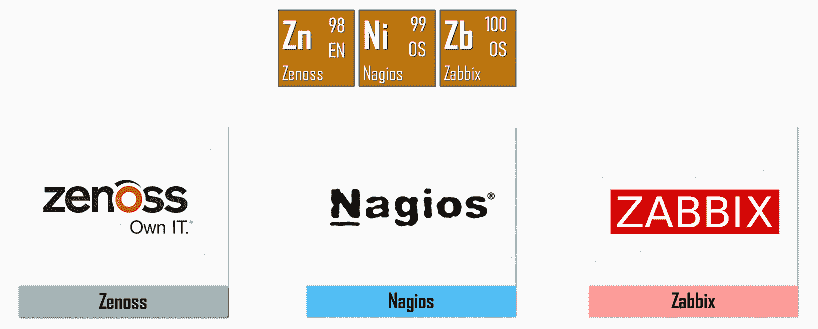 Zn 98 EN Zenoss
Ni 99 OS Nagios
Zb 100 OS Zabbix
zenoss
Own IT.
Nagios®
ZABBIX
Zenoss
Nagios
Zabbix